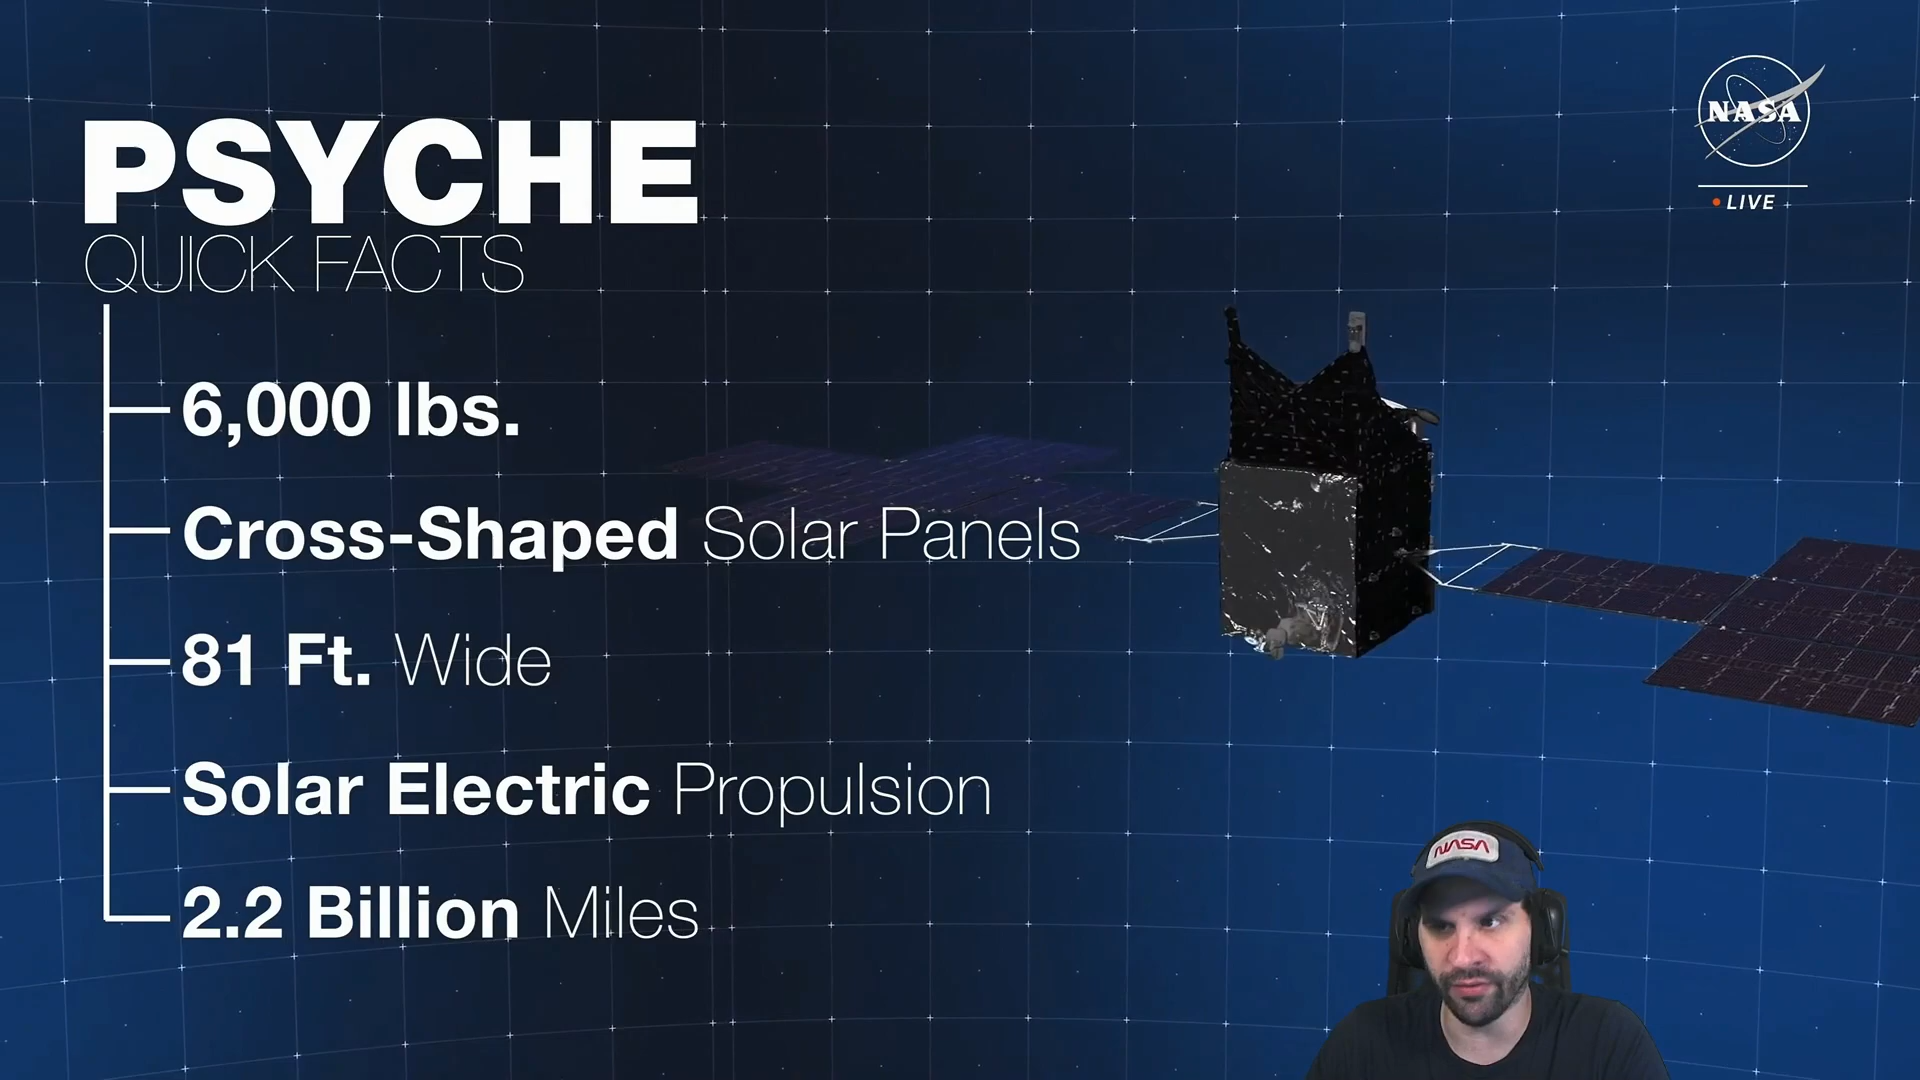 PSYCHE
QUICK FACTS
6,000 lbs.
Cross-Shaped Solar Panels
81 Ft. Wide
Solar Electric Propulsion
2.2 Billion Miles
NASA
LIVE
NASA